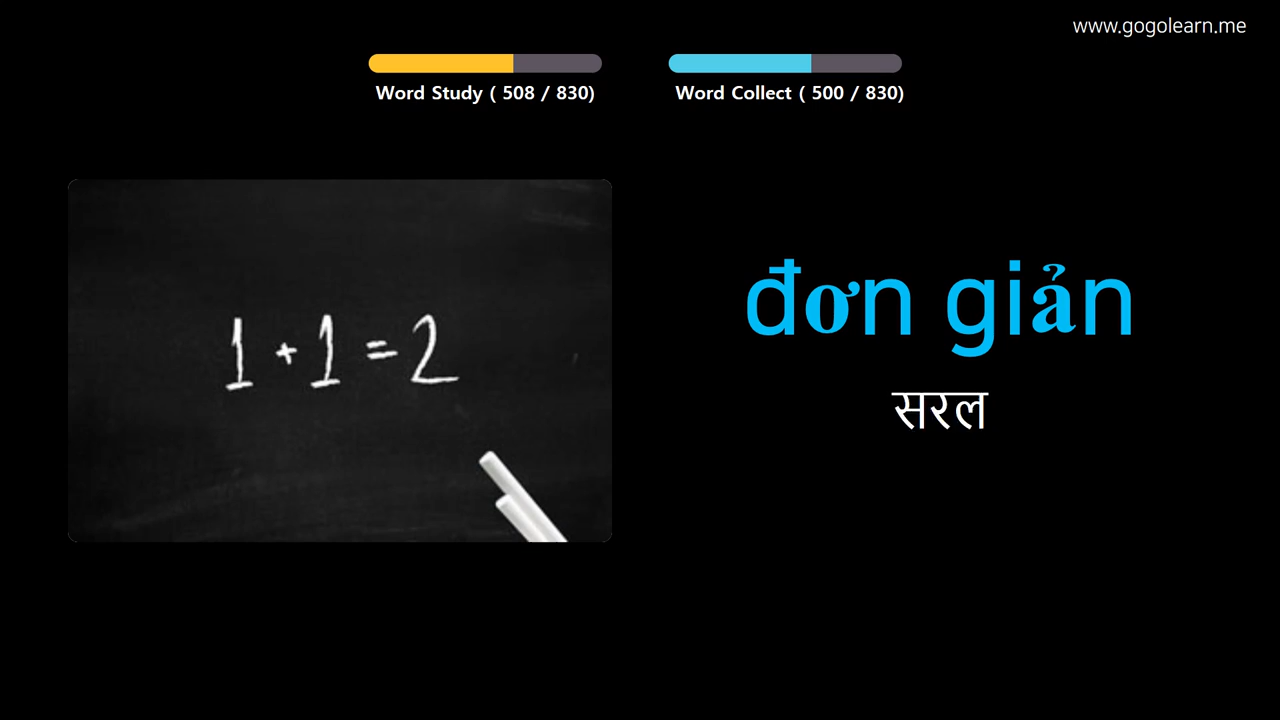 www.gogolearn.me
Word Study ( 508 / 830)
Word Collect ( 500 / 830)
1 + 1 = 2
đơn giản
सरल